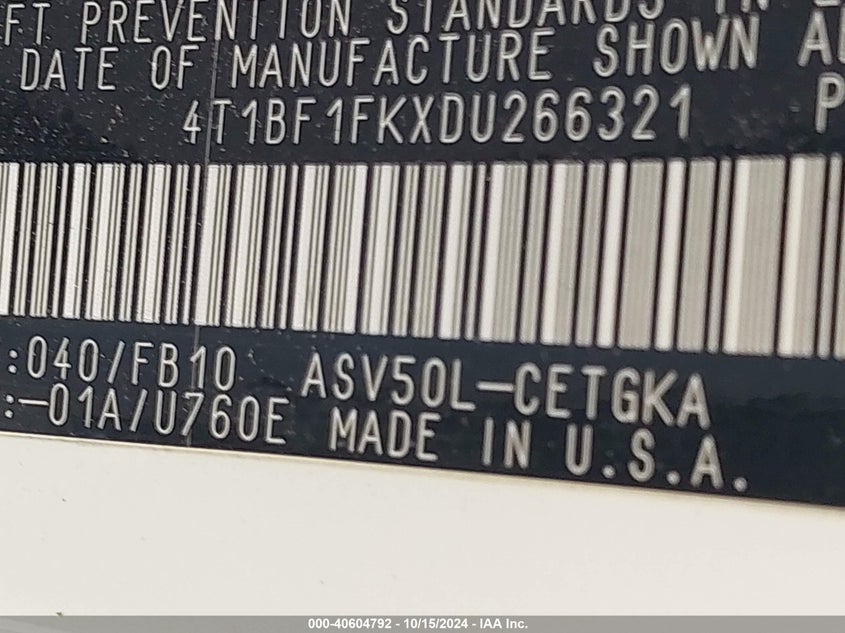 FT PREVENTION STANDARDS IN
DATE OF MANUFACTURE SHOWN
4T1BF1FKXDU266321 P
:040/FB10 ASV50L-CETGKA
:-01A/U760E MADE IN U.S.A.
000-40604792 - 10/15/2024 - IAA Inc.